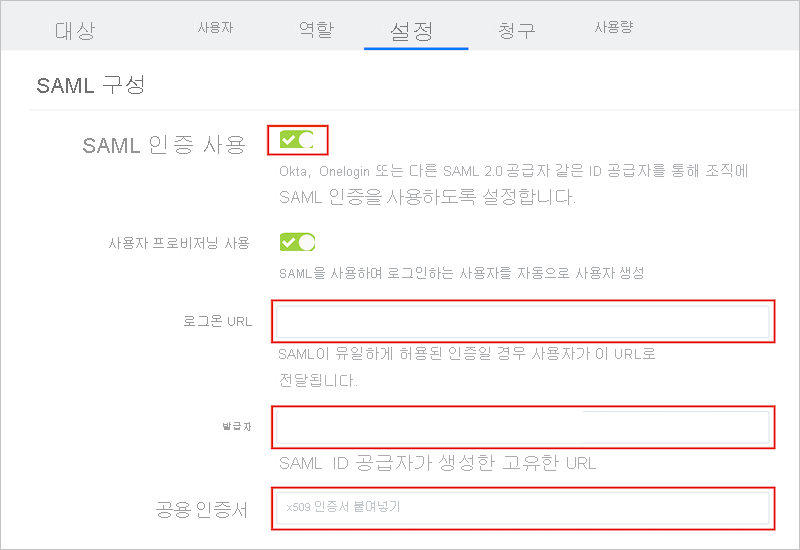 대상 사용자 역할 설정 청구 사용량
SAML 구성
SAML 인증 사용
Okta, Onelogin 또는 다른 SAML 2.0 공급자 같은 ID 공급자를 통해 조직에
SAML 인증을 사용하도록 설정합니다.
사용자 프로비저닝 사용
SAML을 사용하며 로그인하는 사용자를 자동으로 사용자 생성
로그온 URL
SAML이 유일하게 허용된 인증일 경우 사용자가 이 URL로
전달됩니다.
발급자
SAML ID 공급자가 생성한 고유한 URL
공용 인증서
x509 인증서 붙여넣기